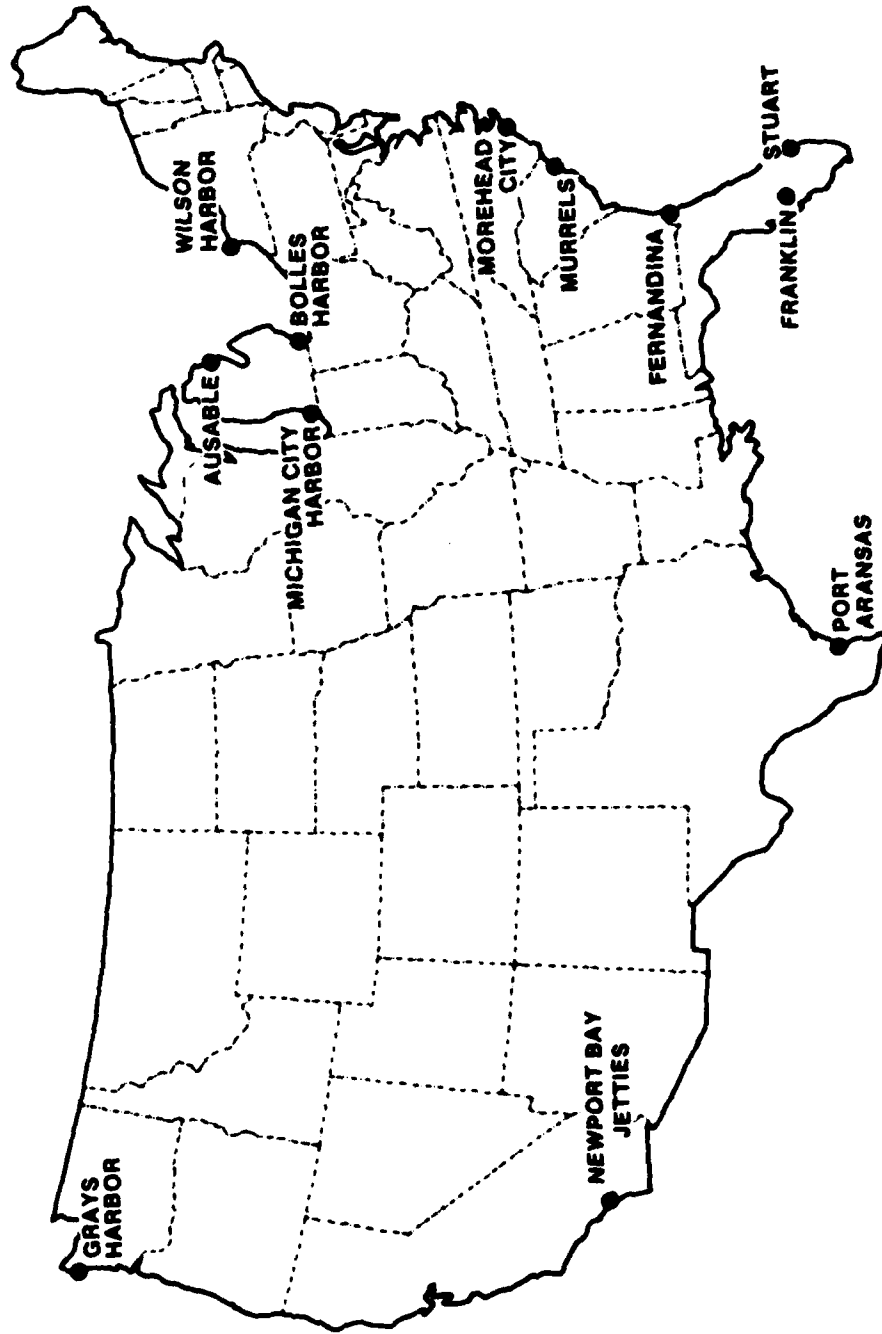 GRAYS
HARBOR
NEWPORT BAY
JETTIES
PORT
ARANSAS
MICHIGAN CITY
HARBOR
AUSABLE
BOLLES
HARBOR
WILSON
HARBOR
MOREHEAD
CITY
MURRELS
FERNANDINA
FRANKLIN
STUART